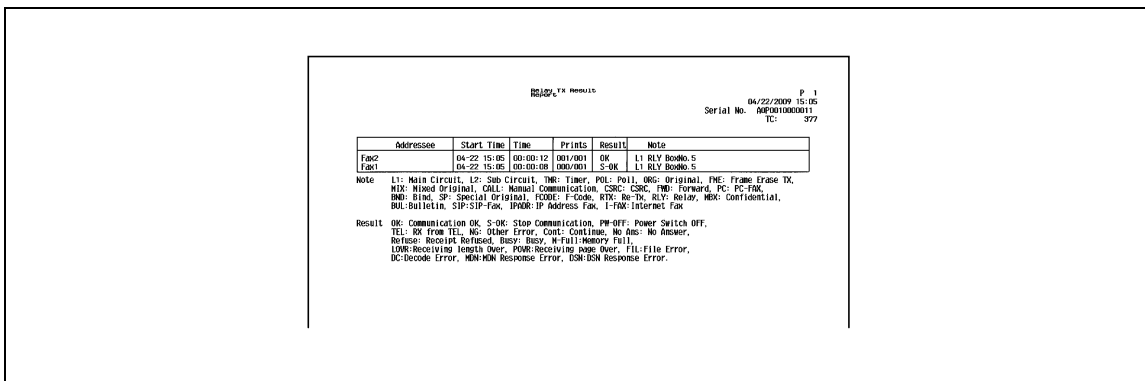 Relay TX Result
Report
P 1
04/22/2009 15:05
Serial No. A0P0010000011
TC: 377
Addressee Start Time Time Prints Result Note
Fax2 04-22 15:05 00:00:12 001/001 OK L1 RLY BoxNo.5
Fax1 04-22 15:05 00:00:08 000/001 S-OK L1 RLY BoxNo.5
Note L1: Main Circuit, L2: Sub Circuit, TMR: Timer, POL: Poll, ORG: Original, FME: Frame Erase TX,
MIX: Mixed Original, CALL: Manual Communication, CSRC: CSRC, FWD: Forward, PC: PC-FAX,
BND: Bind, SP: Special Original, FCODE: F-Code, RTX: Re-Tx, RLY: Relay, MBX: Confidential,
BUL:Bulletin, SIP:SIP-Fax, IPADR:IP Address Fax, I-FAX:Internet Fax
Result OK: Communication OK, S-OK: Stop Communication, PW-OFF: Power Switch OFF,
TEL: RX from TEL, NG: Other Error, Cont: Continue, No Ans: No Answer,
Refuse: Receipt Refused, Busy: Busy, M-Full:Memory Full,
LOVR:Receiving length Over, POVR:Receiving page Over, FIL:File Error,
DC:Decode Error, MDN:MDN Response Error, DSN:DSN Response Error.